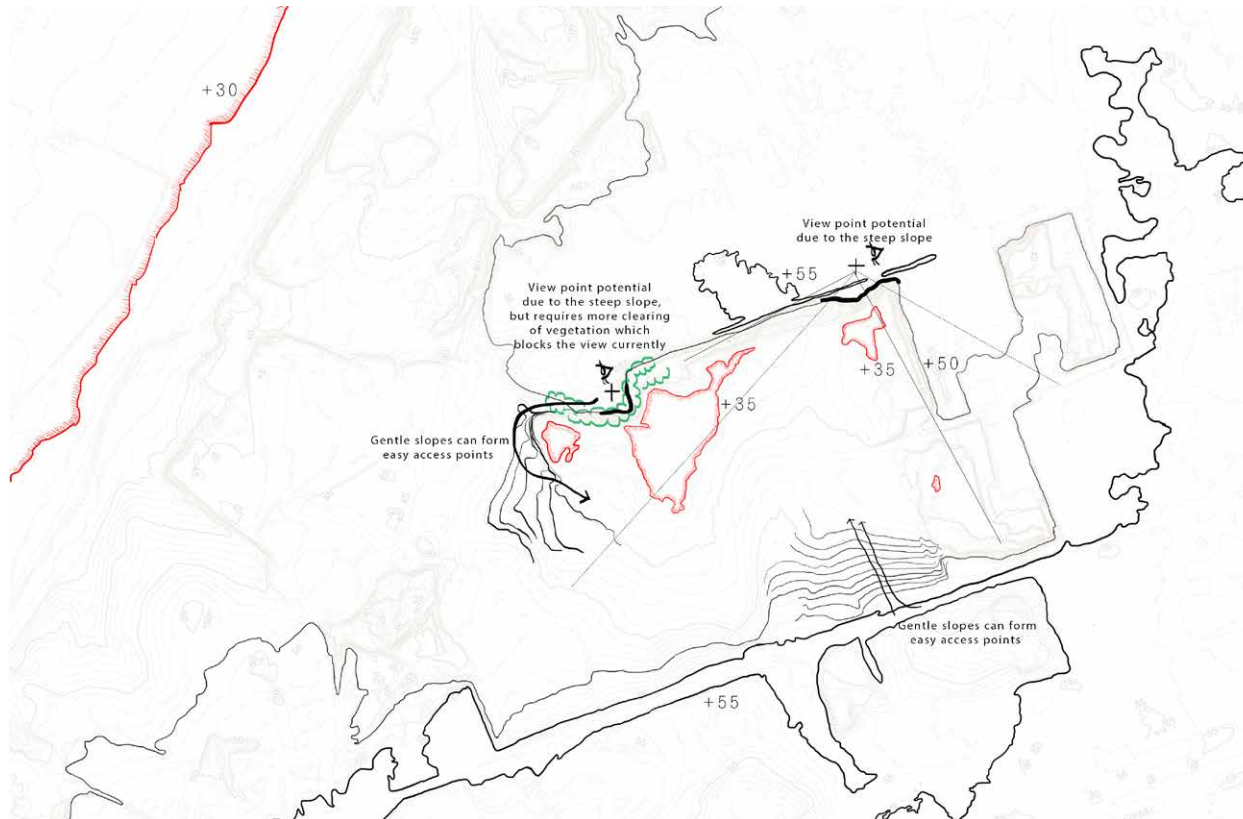 +30
View point potential
due to the steep slope
+55
View point potential
due to the steep slope,
but requires more clearing
of vegetation which
blocks the view currently
+35
+50
+35
Gentle slopes can form
easy access points
Gentle slopes can form
easy access points
+55